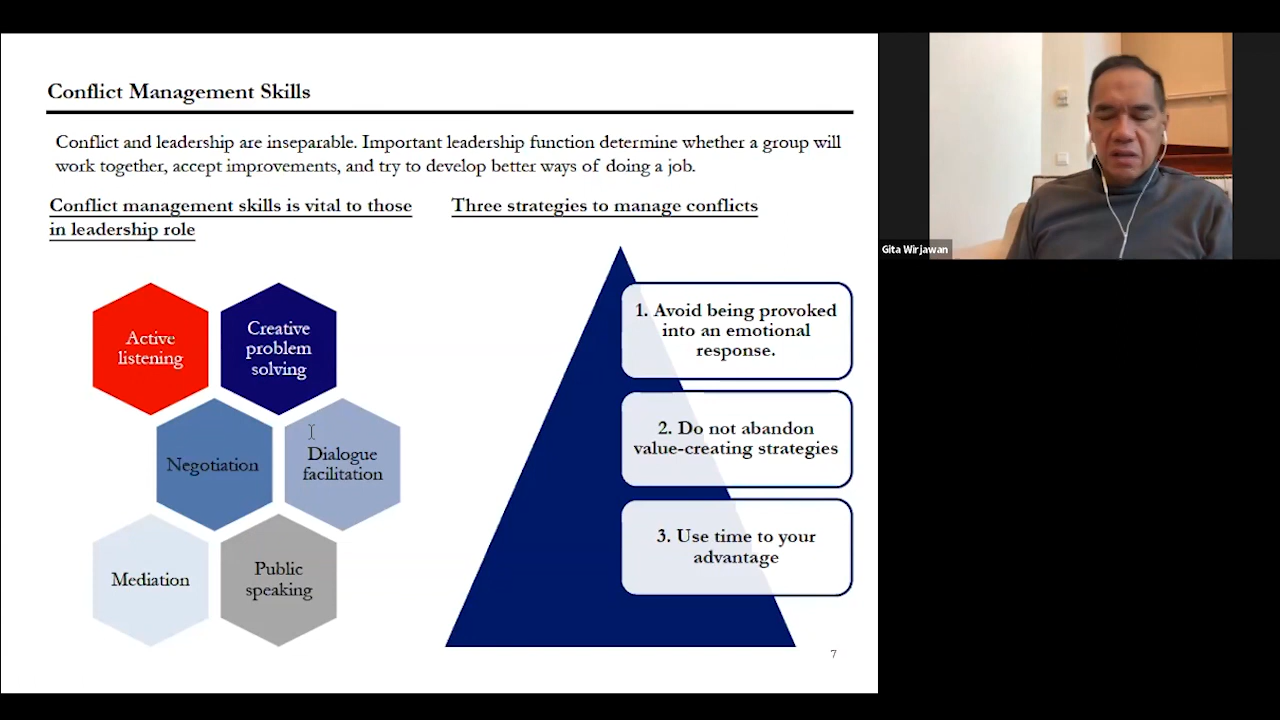 Conflict Management Skills
Conflict and leadership are inseparable. Important leadership function determine whether a group will
work together, accept improvements, and try to develop better ways of doing a job.
Conflict management skills is vital to those
in leadership role
Three strategies to manage conflicts
Active
listening
Creative
problem
solving
Negotiation
Dialogue
facilitation
Mediation
Public
speaking
1. Avoid being provoked
into an emotional
response.
2. Do not abandon
value-creating strategies
3. Use time to your
advantage
7
Gita Wirjawan